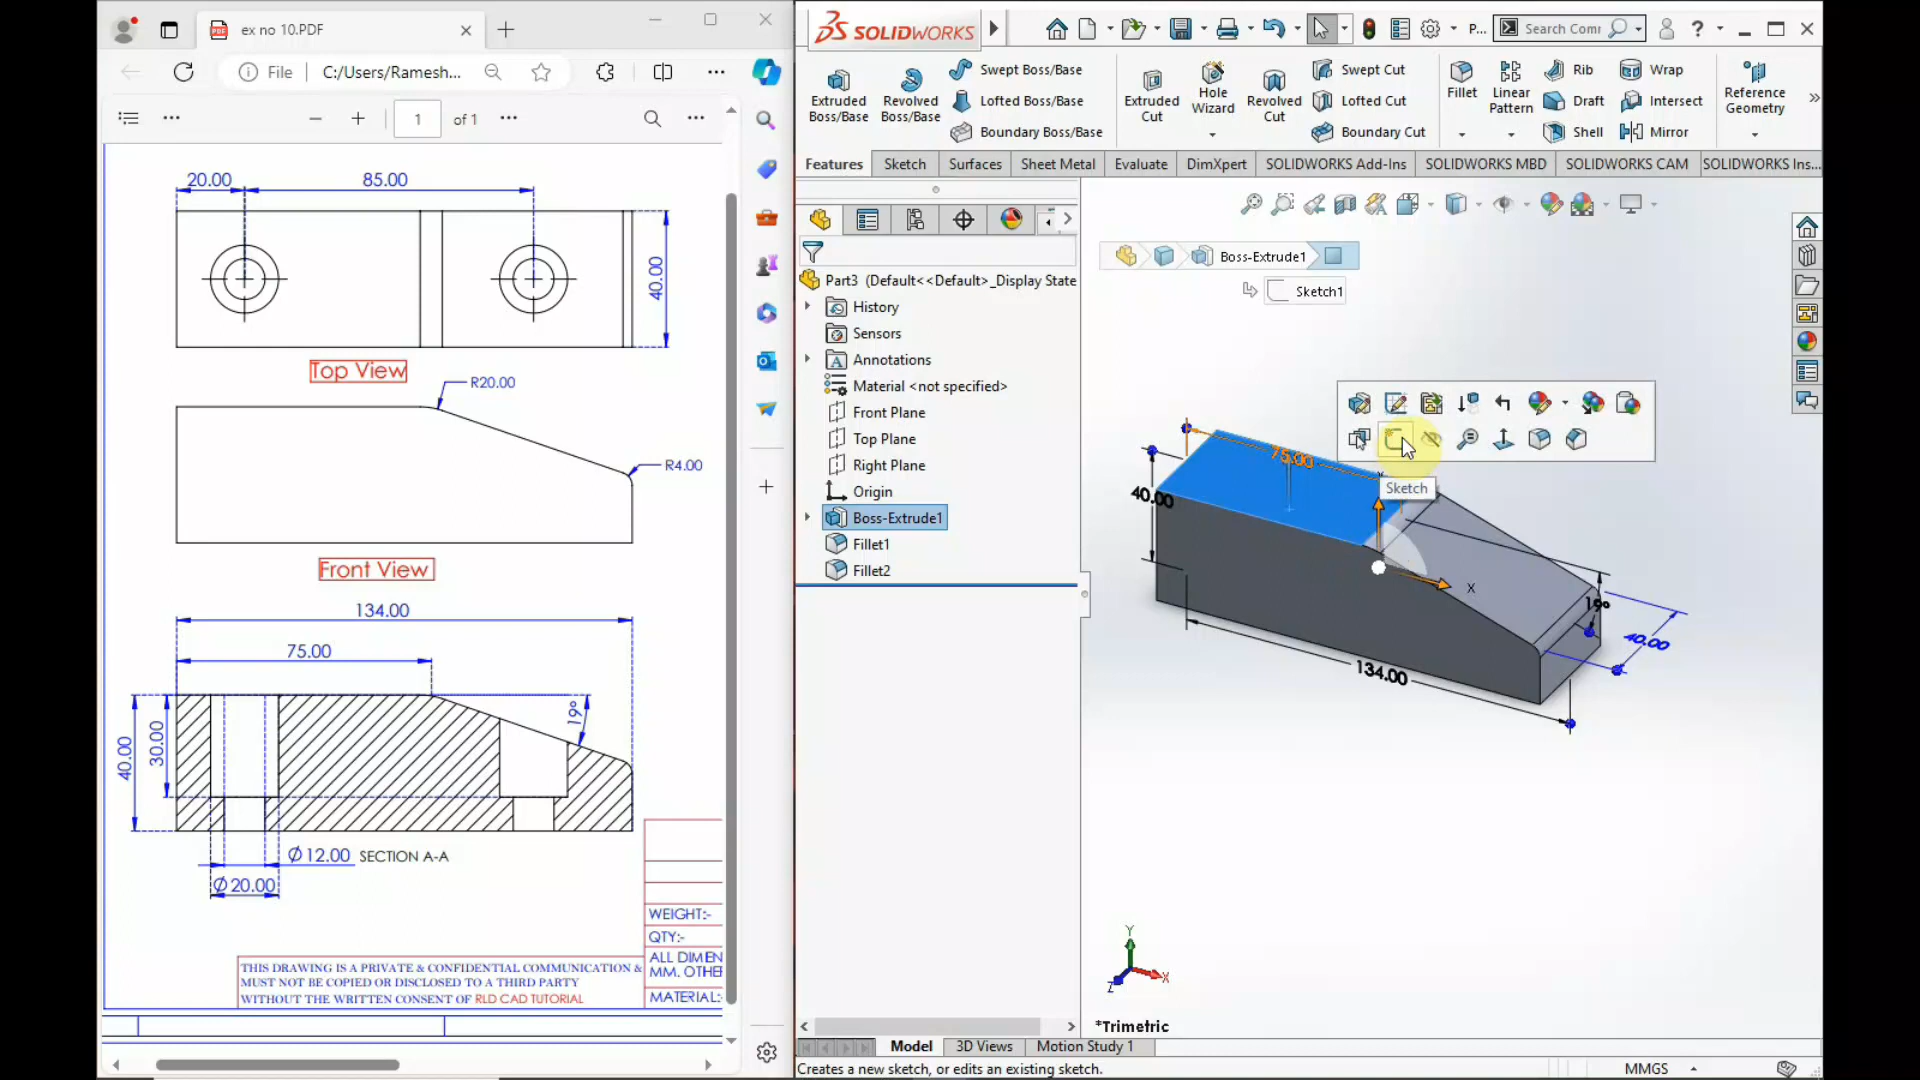 ex no 10.PDF
File
C:/Users/Ramesh...
1
of 1
20.00
85.00
40.00
Top View
R20.00
R4.00
Front View
134.00
75.00
19°
40.00
30.00
Ø12.00
SECTION A-A
Ø20.00
WEIGHT:-
QTY:-
ALL DIMEN
MM. OTHE
MATERIAL:-
THIS DRAWING IS A PRIVATE & CONFIDENTIAL COMMUNICATION &
MUST NOT BE COPIED OR DISCLOSED TO A THIRD PARTY
WITHOUT THE WRITTEN CONSENT OF RLD CAD TUTORIAL
SOLIDWORKS
P...
Search Comr
Extruded Boss/Base
Revolved Boss/Base
Swept Boss/Base
Lofted Boss/Base
Boundary Boss/Base
Extruded Cut
Hole Wizard
Revolved Cut
Swept Cut
Lofted Cut
Boundary Cut
Fillet
Linear Pattern
Rib
Draft
Shell
Wrap
Intersect
Mirror
Reference Geometry
Features
Sketch
Surfaces
Sheet Metal
Evaluate
DimXpert
SOLIDWORKS Add-Ins
SOLIDWORKS MBD
SOLIDWORKS CAM
SOLIDWORKS Ins...
Part3 (Default<<Default>_Display State
History
Sensors
Annotations
Material <not specified>
Front Plane
Top Plane
Right Plane
Origin
Boss-Extrude1
Fillet1
Fillet2
Boss-Extrude1
Sketch1
Sketch
75.00
40.00
X
19°
40.00
134.00
Y
X
Z
*Trimetric
Model
3D Views
Motion Study 1
Creates a new sketch, or edits an existing sketch.
MMGS